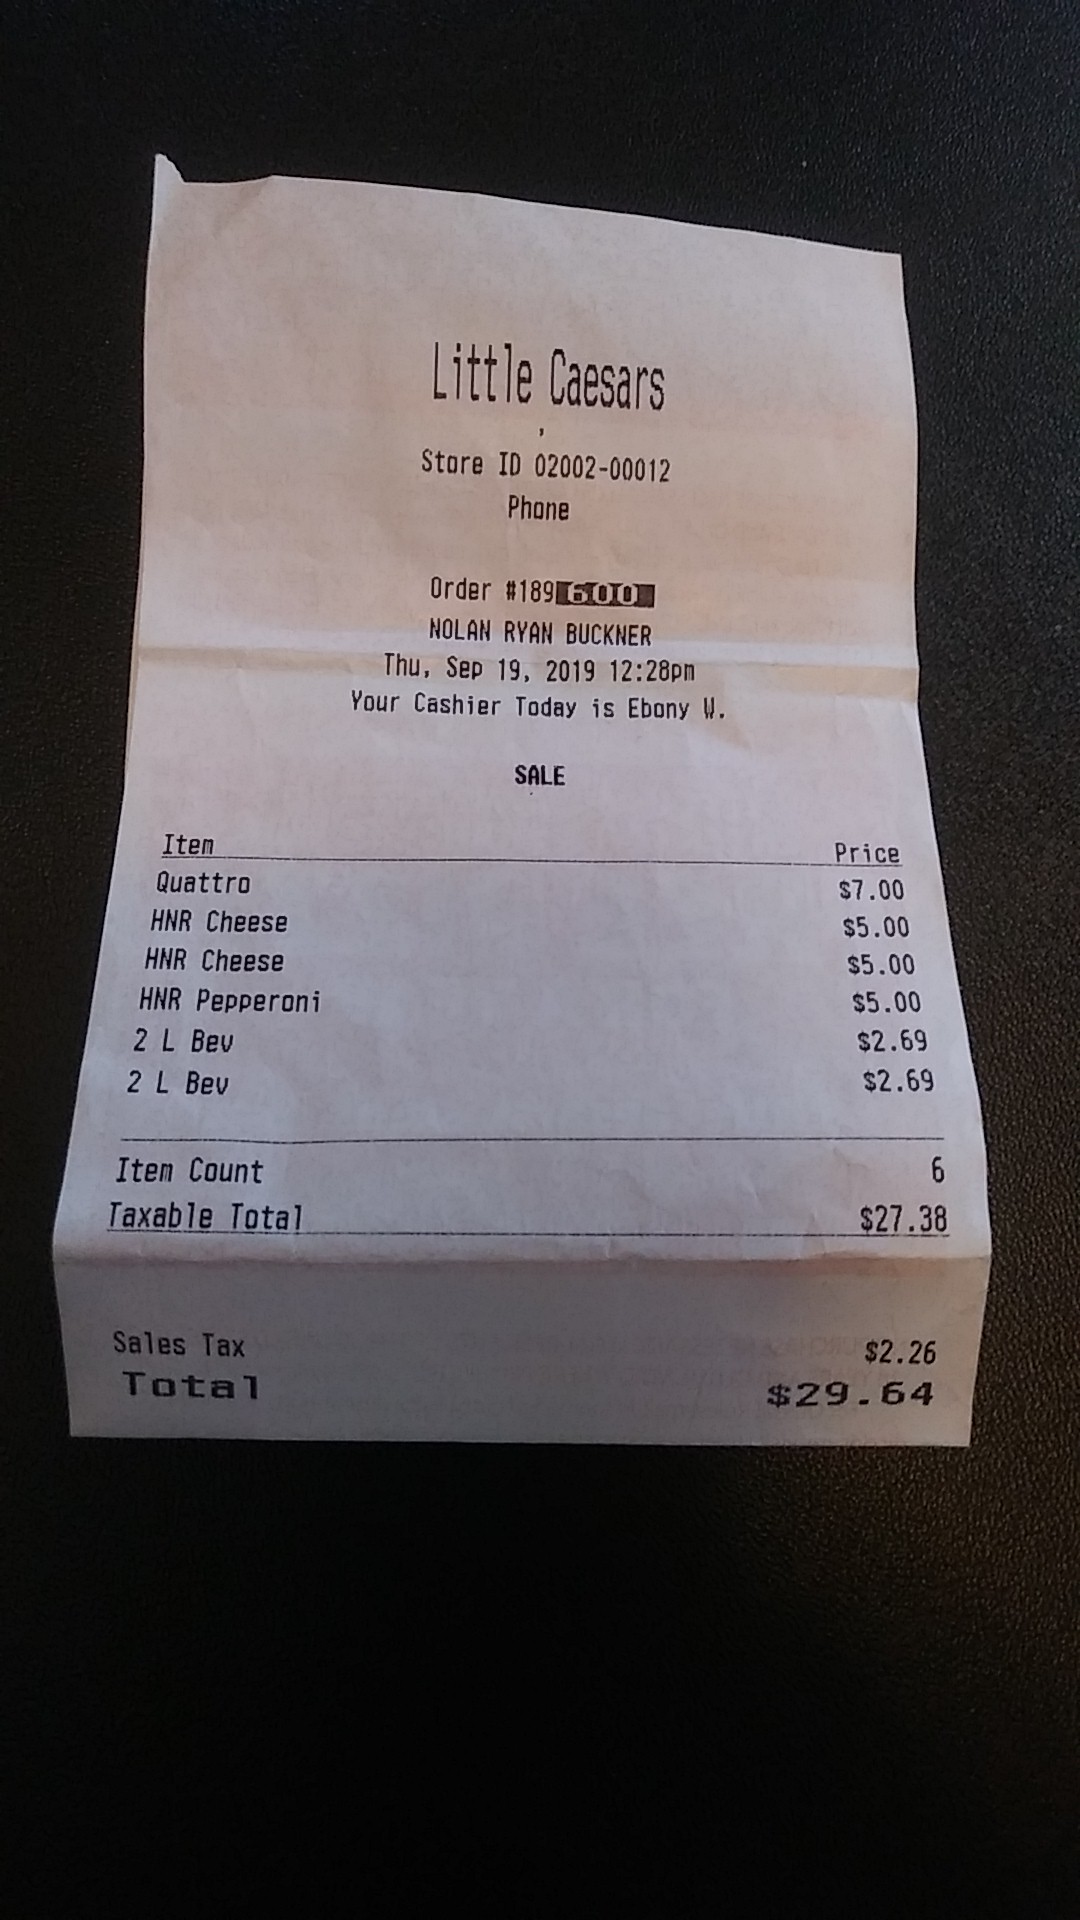 Little Caesars
,
Store ID 02002-00012
Phone
Order #189600
NOLAN RYAN BUCKNER
Thu, Sep 19, 2019 12:28pm
Your Cashier Today is Ebony W.
SALE
Item Price
Quattro $7.00
HNR Cheese $5.00
HNR Cheese $5.00
HNR Pepperoni $5.00
2 L Bev $2.69
2 L Bev $2.69
Item Count 6
Taxable Total $27.38
Sales Tax $2.26
Total $29.64